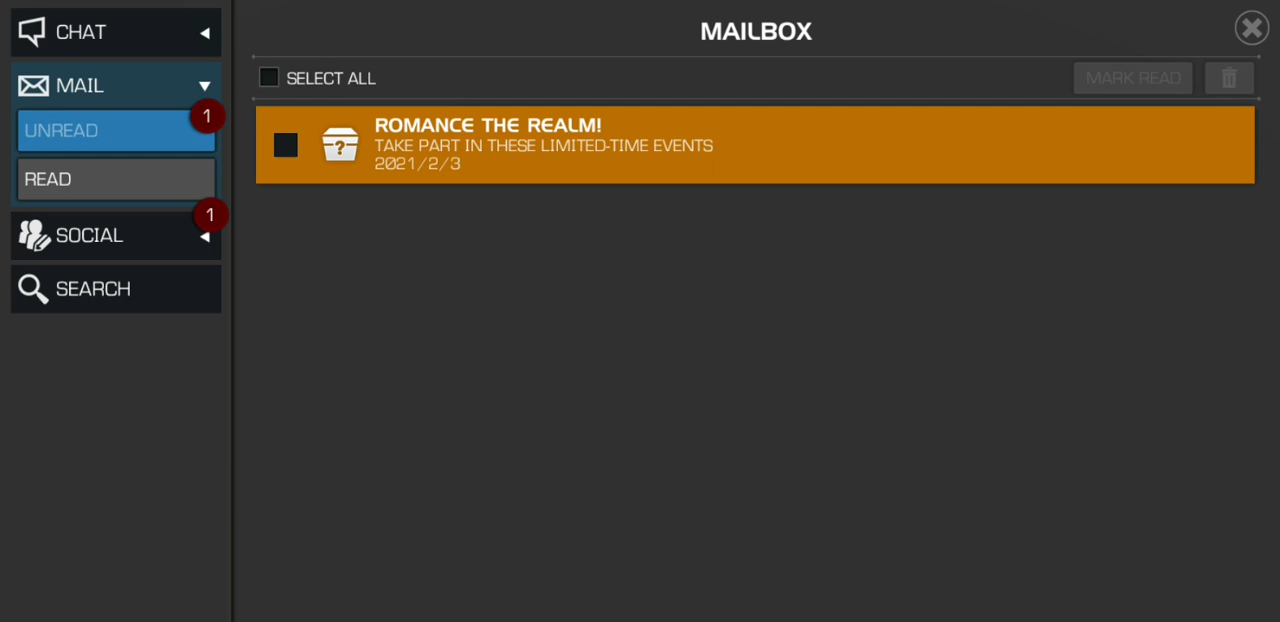 CHAT
MAIL
1
UNREAD
READ
1
SOCIAL
SEARCH
MAILBOX
SELECT ALL
MARK READ
?
ROMANCE THE REALM!
TAKE PART IN THESE LIMITED-TIME EVENTS
2021/2/3